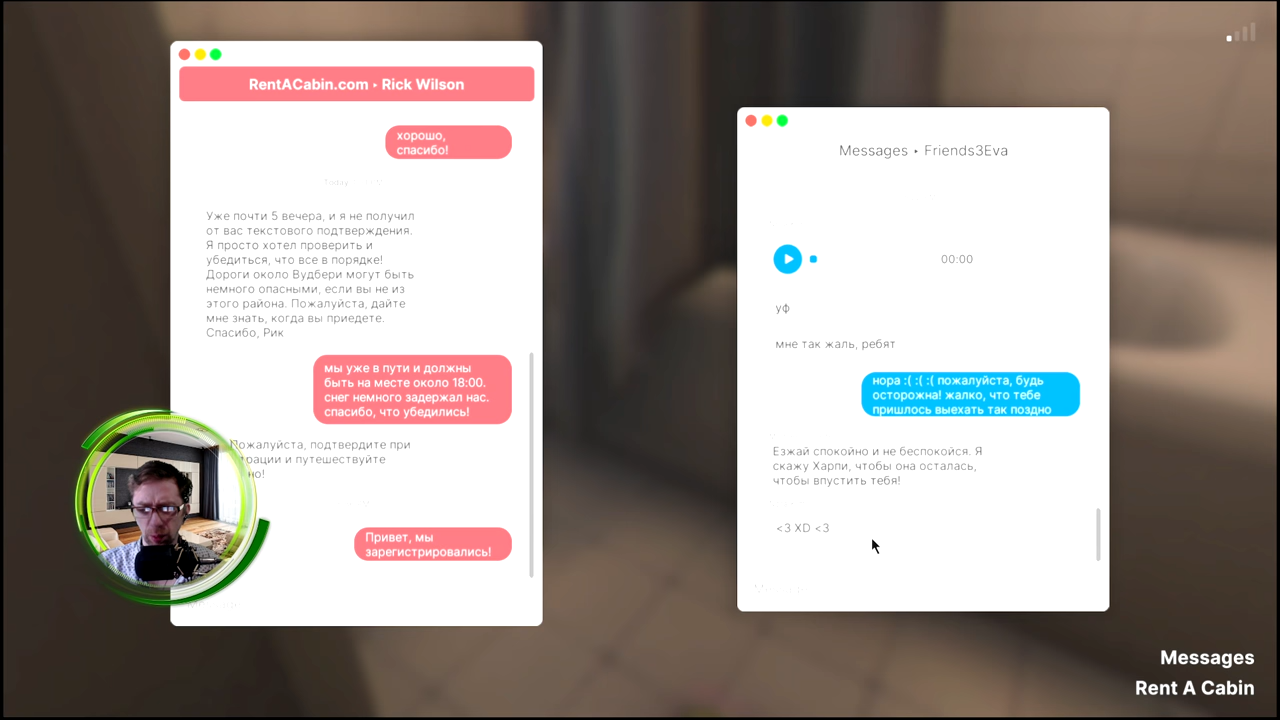 RentACabin.com ‣ Rick Wilson
хорошо,
спасибо!
Today
Уже почти 5 вечера, и я не получил
от вас текстового подтверждения.
Я просто хотел проверить и
убедиться, что все в порядке!
Дороги около Вудбери могут быть
немного опасными, если вы не из
этого района. Пожалуйста, дайте
мне знать, когда вы приедете.
Спасибо, Рик
мы уже в пути и должны
быть на месте около 18:00.
снег немного задержал нас.
спасибо, что убедились!
Пожалуйста, подтвердите при
и путешествуйте
Привет, мы
зарегистрировались!
Messages ‣ Friends3Eva
00:00
уф
мне так жаль, ребят
нора :( :( :( пожалуйста, будь
осторожна! жалко, что тебе
пришлось выехать так поздно
Езжай спокойно и не беспокойся. Я
скажу Харпи, чтобы она осталась,
чтобы впустить тебя!
<3 XD <3
Messages
Rent A Cabin